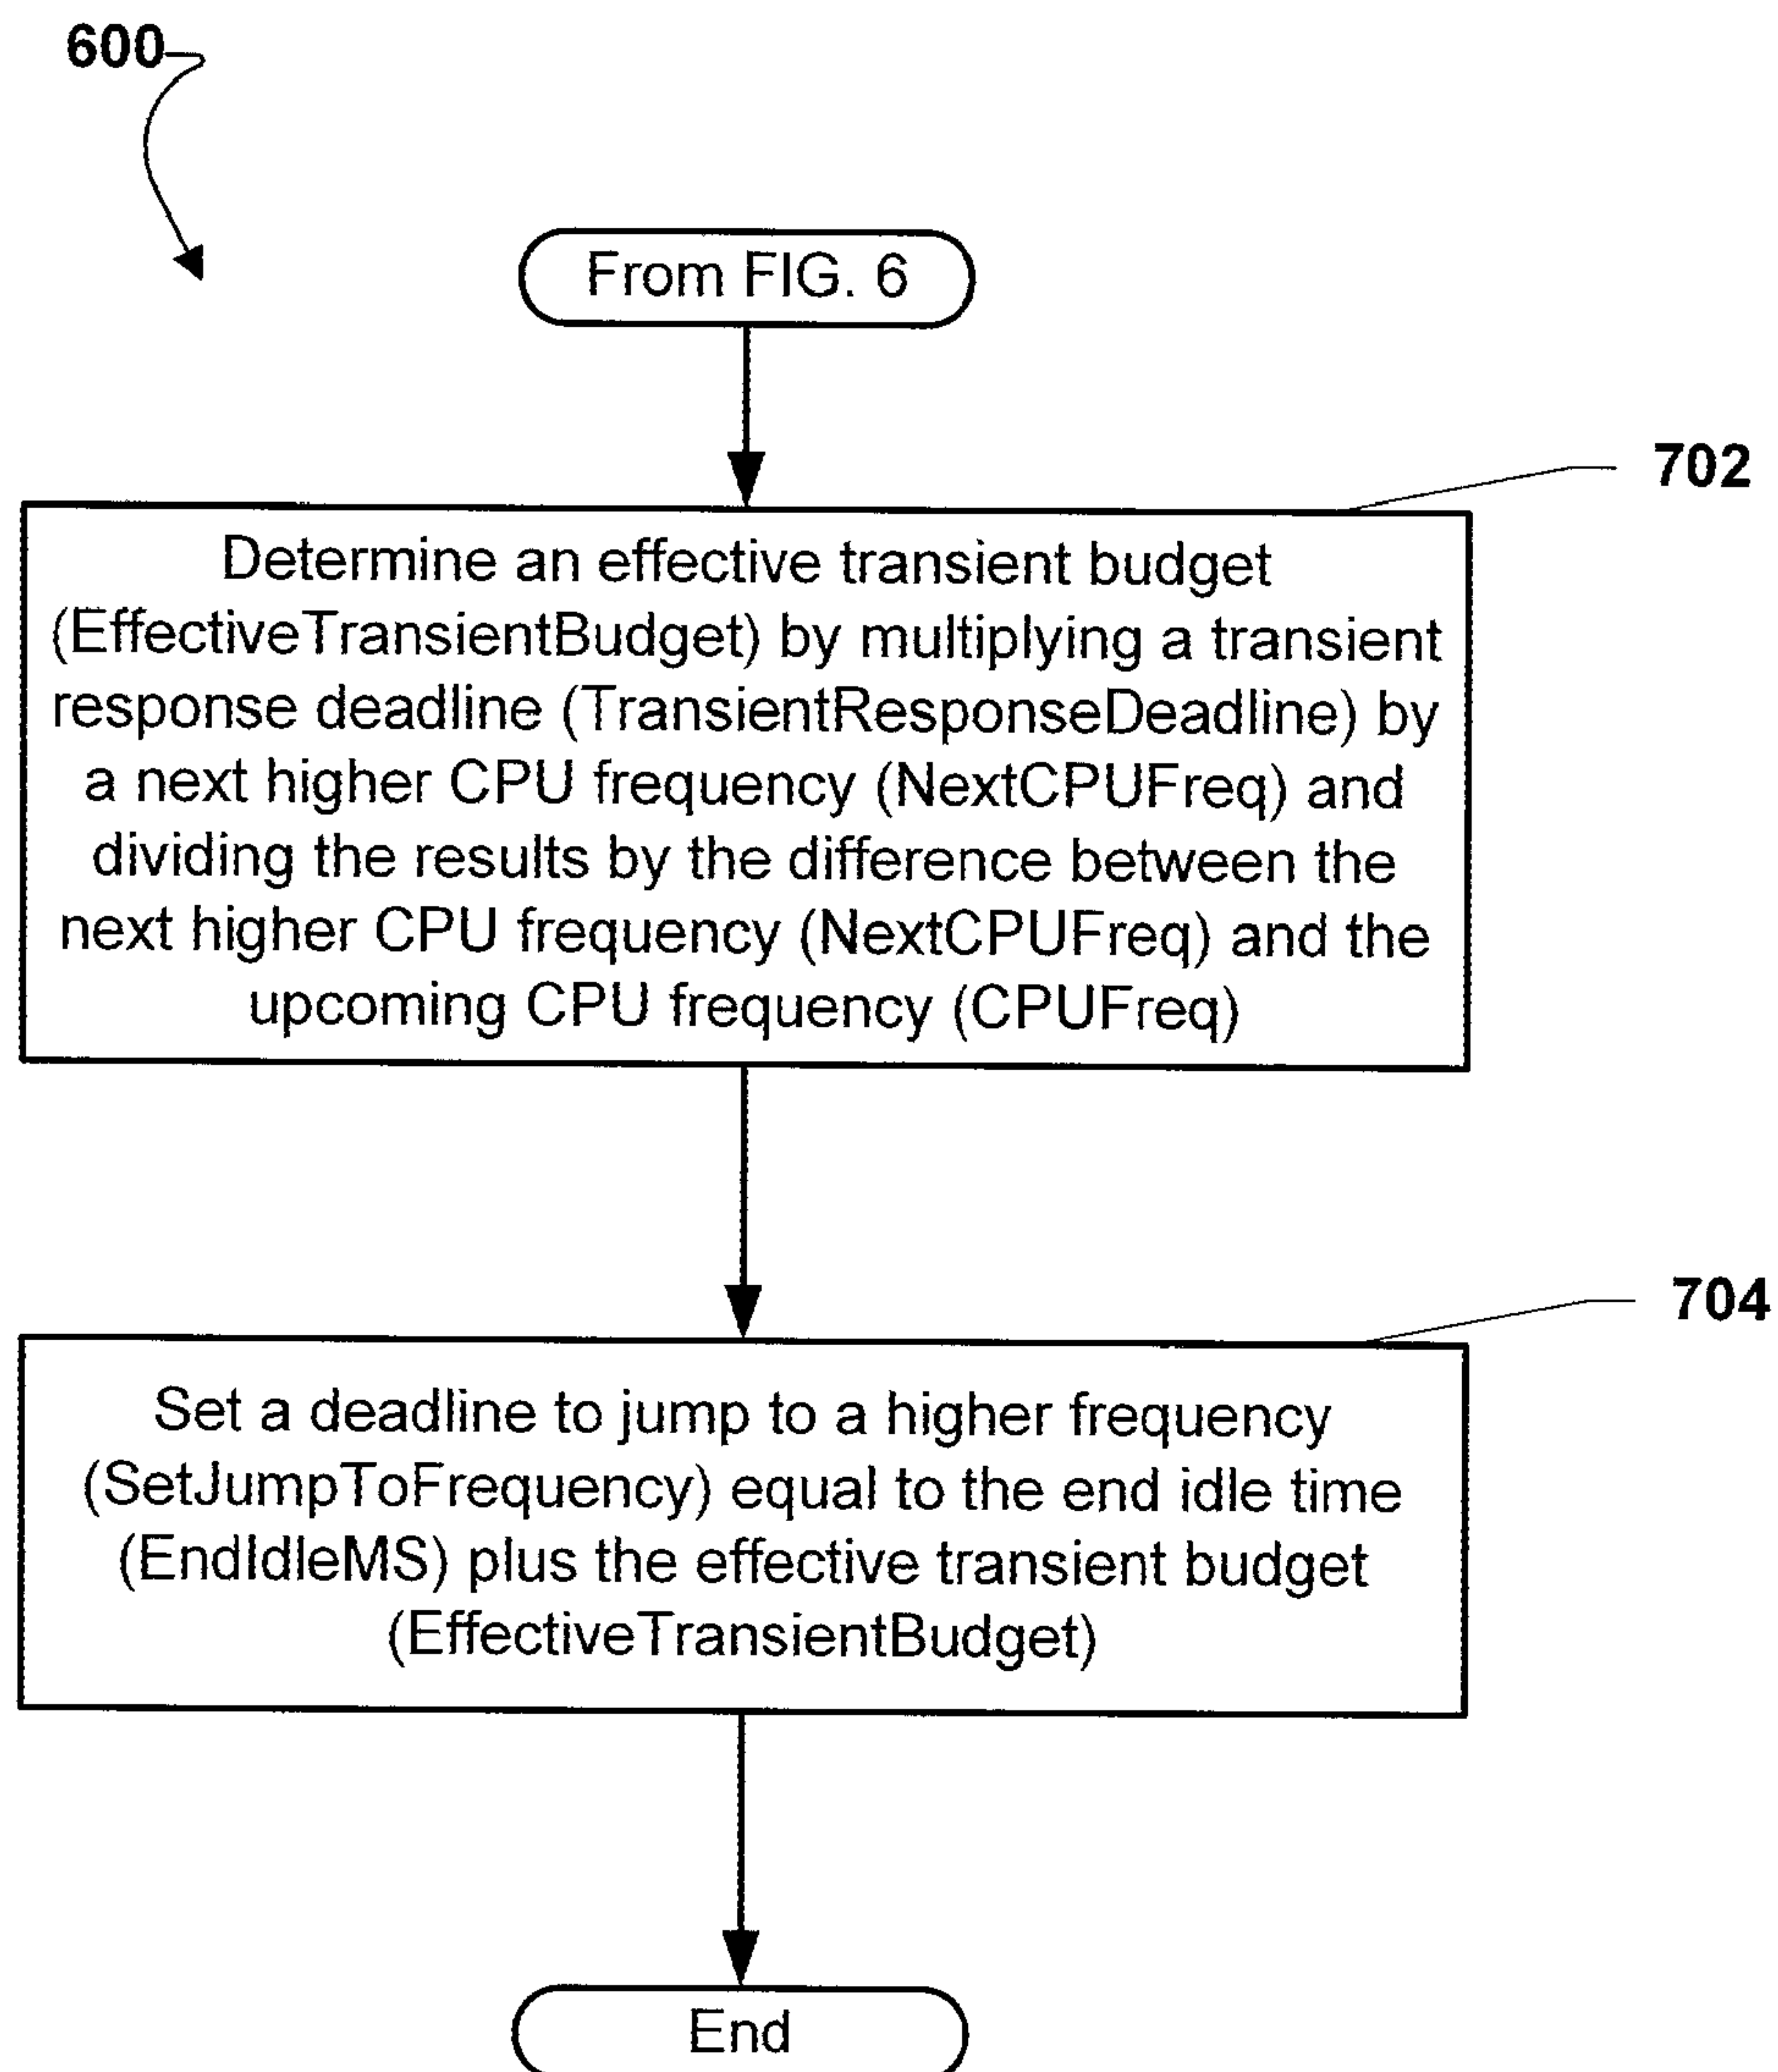 600
From FIG. 6
702
Determine an effective transient budget
(EffectiveTransientBudget) by multiplying a transient
response deadline (TransientResponseDeadline) by
a next higher CPU frequency (NextCPUFreq) and
dividing the results by the difference between the
next higher CPU frequency (NextCPUFreq) and the
upcoming CPU frequency (CPUFreq)
704
Set a deadline to jump to a higher frequency
(SetJumpToFrequency) equal to the end idle time
(EndIdleMS) plus the effective transient budget
(EffectiveTransientBudget)
End